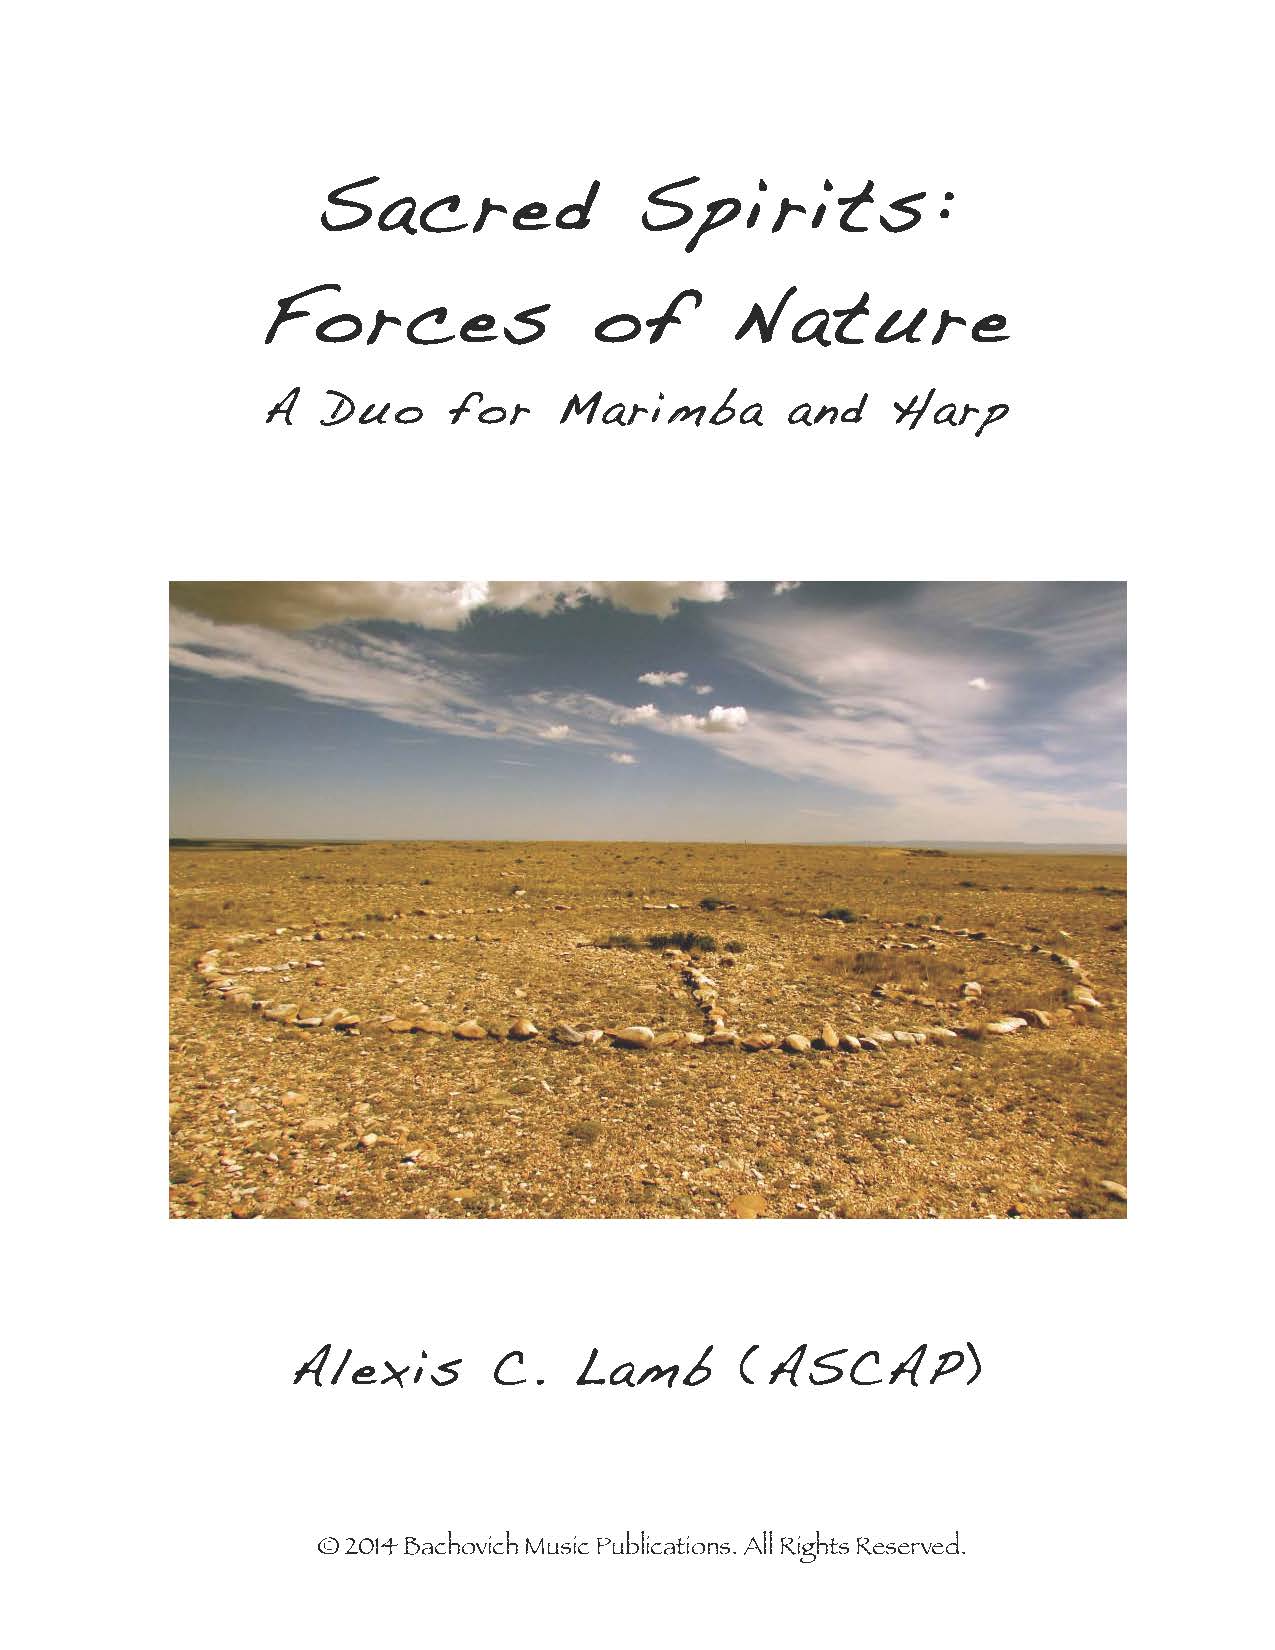 Sacred Spirits:
Forces of Nature
A Duo for Marimba and Harp
Alexis C. Lamb (ASCAP)
© 2014 Bachovich Music Publications. All Rights Reserved.